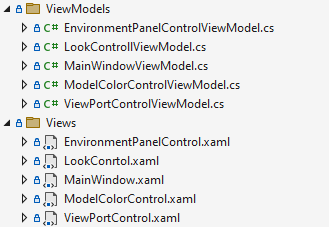 ViewModels
C# EnvironmentPanelControlViewModel.cs
C# LookControllViewModel.cs
C# MainWindowViewModel.cs
C# ModelColorControlViewModel.cs
C# ViewPortControlViewModel.cs
Views
EnvironmentPanelControl.xaml
LookConrtol.xaml
MainWindow.xaml
ModelColorControl.xaml
ViewPortControl.xaml